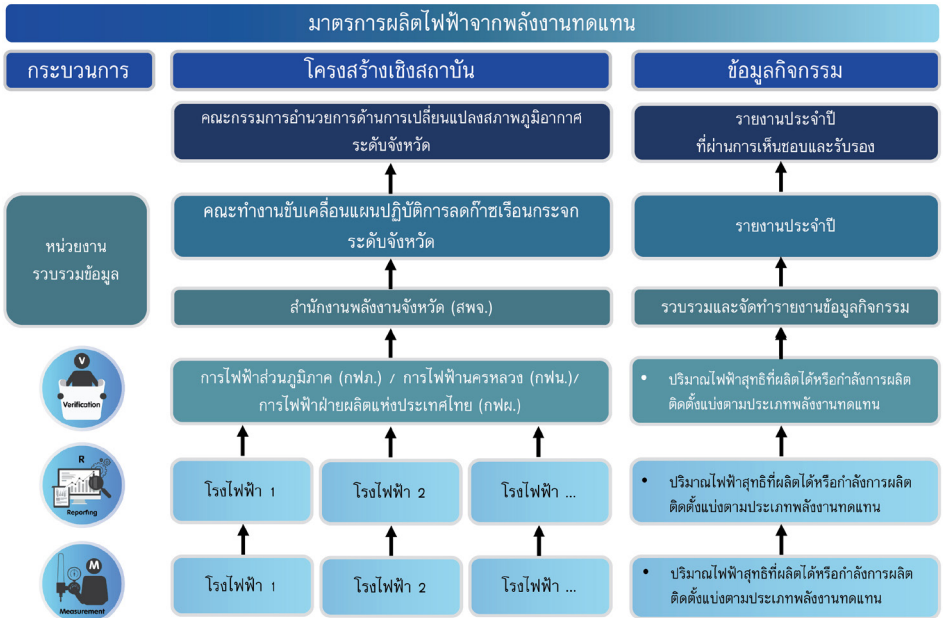 มาตรการผลิตไฟฟ้าจากพลังงานทดแทน
กระบวนการ
โครงสร้างเชิงสถาบัน
ข้อมูลกิจกรรม
คณะกรรมการอำนวยการด้านการเปลี่ยนแปลงสภาพภูมิอากาศ
ระดับจังหวัด
รายงานประจำปี
ที่ผ่านการเห็นชอบและรับรอง
หน่วยงาน
รวบรวมข้อมูล
คณะทำงานขับเคลื่อนแผนปฏิบัติการลดก๊าซเรือนกระจก
ระดับจังหวัด
รายงานประจำปี
สำนักงานพลังงานจังหวัด (สพจ.)
รวบรวมและจัดทำรายงานข้อมูลกิจกรรม
V
Verification
การไฟฟ้าส่วนภูมิภาค (กฟภ.) / การไฟฟ้านครหลวง (กฟน.)/
การไฟฟ้าฝ่ายผลิตแห่งประเทศไทย (กฟผ.)
• ปริมาณไฟฟ้าสุทธิที่ผลิตได้หรือกำลังการผลิต
ติดตั้งแบ่งตามประเภทพลังงานทดแทน
R
Reporting
โรงไฟฟ้า 1
โรงไฟฟ้า 2
โรงไฟฟ้า ...
• ปริมาณไฟฟ้าสุทธิที่ผลิตได้หรือกำลังการผลิต
ติดตั้งแบ่งตามประเภทพลังงานทดแทน
M
Measurement
โรงไฟฟ้า 1
โรงไฟฟ้า 2
โรงไฟฟ้า ...
• ปริมาณไฟฟ้าสุทธิที่ผลิตได้หรือกำลังการผลิต
ติดตั้งแบ่งตามประเภทพลังงานทดแทน